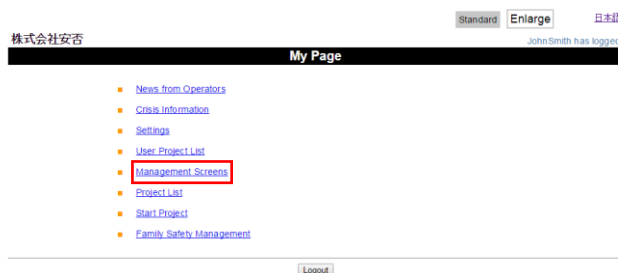 Standard Enlarge 日本語
株式会社安否
JohnSmith has logged
My Page
News from Operators
Crisis Information
Settings
User Project List
Management Screens
Project List
Start Project
Family Safety Management
Logout